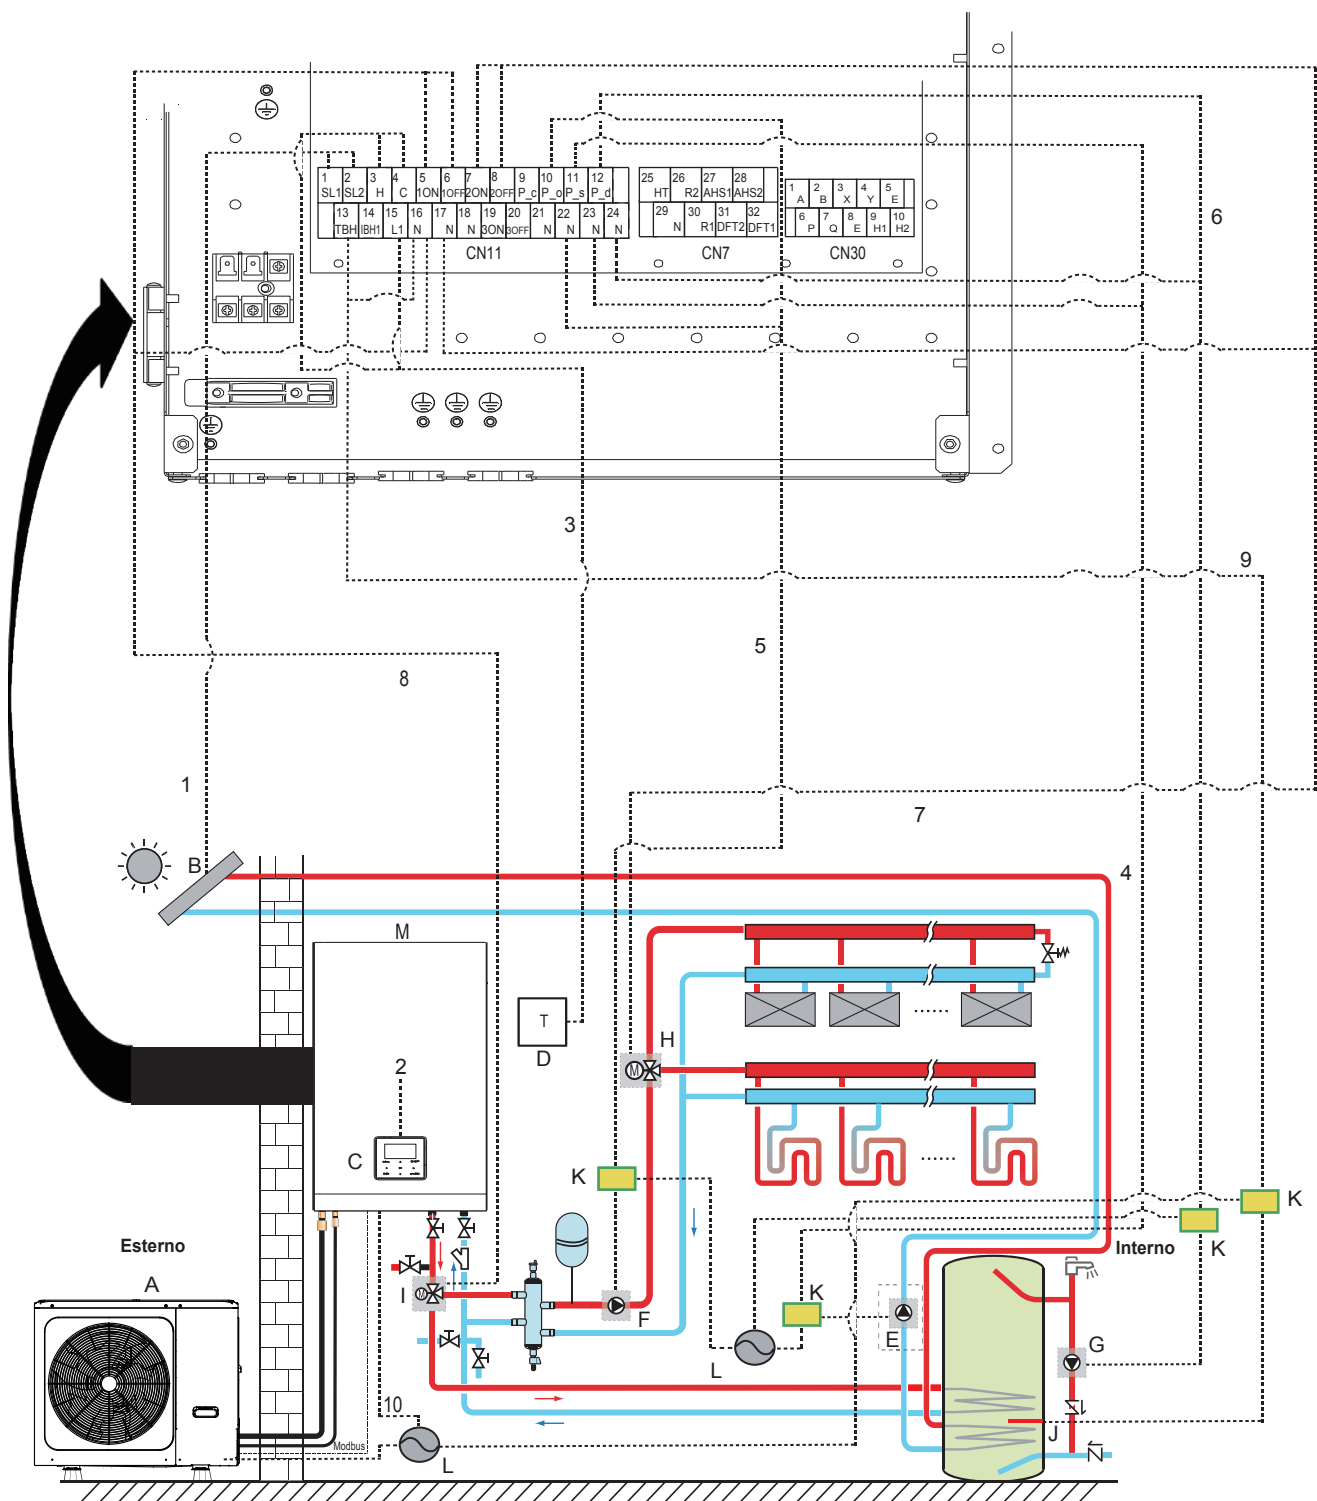 1 2 3 4 5 6 7 8 9 10 11 12
SL1 SL2 H C 1ON 1OFF 2ON 2OFF P_c P_o P_s P_d
13 14 15 16 17 18 19 20 21 22 23 24
TBH IBH1 L1 N N N 3ON 3OFF N N N N
CN11
25 26 27 28
HT R2 AHS1 AHS2
29 30 31 32
N R1 DFT2 DFT1
CN7
1 2 3 4 5
A B X Y E
6 7 8 9 10
P Q E H1 H2
CN30
6
3
9
5
8
1
7
B
4
M
T
D
H
M
2
C
K
K
K
Esterno
Interno
A
I
M
F
K
E
G
L
10
J
Modbus
L